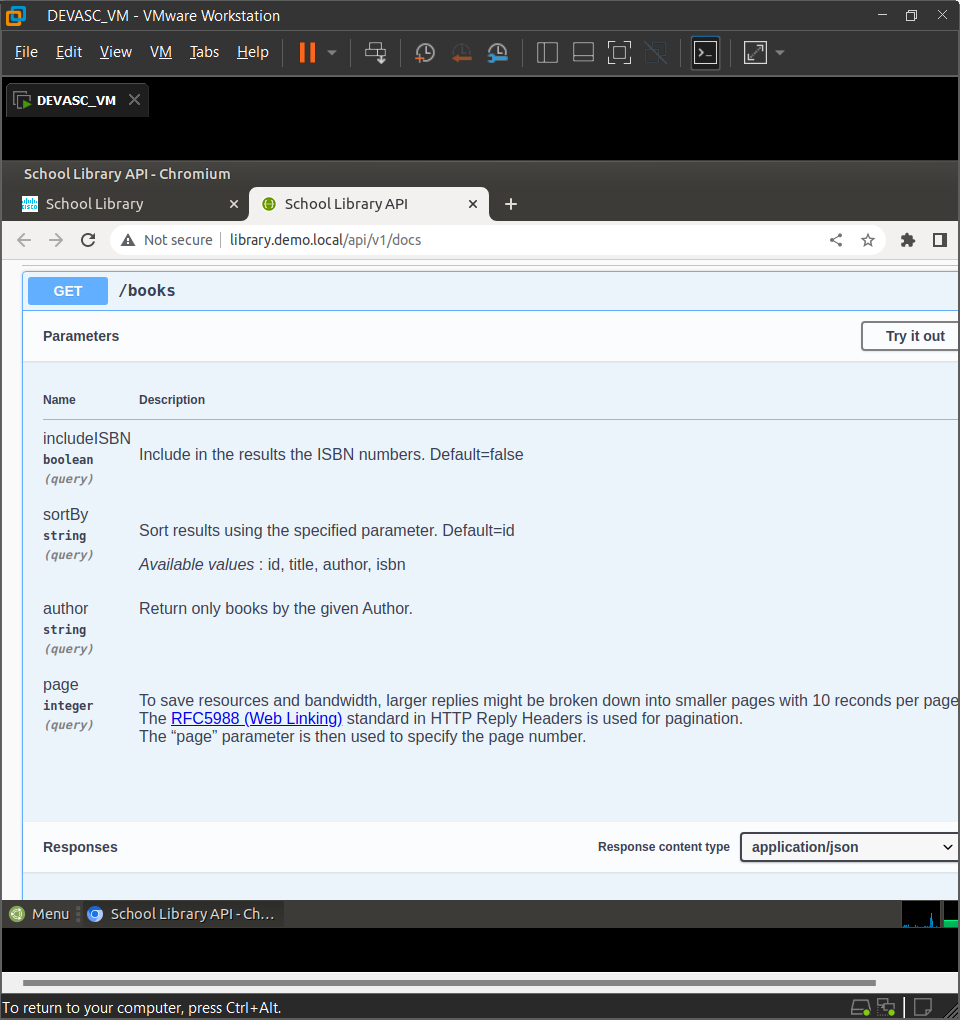 DEVASC_VM - VMware Workstation
File Edit View VM Tabs Help
DEVASC_VM
School Library API - Chromium
School Library
School Library API
Not secure library.demo.local/api/v1/docs
GET /books
Parameters
Try it out
Name Description
includeISBN
boolean
(query)
Include in the results the ISBN numbers. Default=false
sortBy
string
(query)
Sort results using the specified parameter. Default=id
Available values : id, title, author, isbn
author
string
(query)
Return only books by the given Author.
page
integer
(query)
To save resources and bandwidth, larger replies might be broken down into smaller pages with 10 reconds per page
The RFC5988 (Web Linking) standard in HTTP Reply Headers is used for pagination.
The “page” parameter is then used to specify the page number.
Responses
Response content type application/json
Menu School Library API - Ch...
To return to your computer, press Ctrl+Alt.